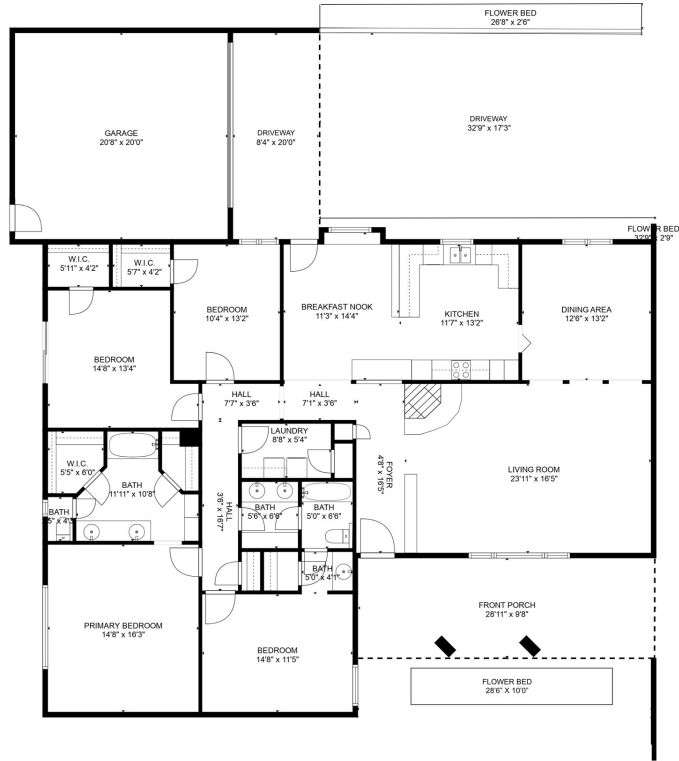 FLOWER BED
26'8" x 2'6"
GARAGE
20'8" x 20'0"
DRIVEWAY
8'4" x 20'0"
DRIVEWAY
32'9" x 17'3"
FLOWER BED
32'9" x 2'9"
W.I.C.
5'11" x 4'2"
W.I.C.
5'7" x 4'2"
BEDROOM
10'4" x 13'2"
BREAKFAST NOOK
11'3" x 14'4"
KITCHEN
11'7" x 13'2"
DINING AREA
12'6" x 13'2"
BEDROOM
14'8" x 13'4"
HALL
7'7" x 3'6"
HALL
7'1" x 3'6"
LAUNDRY
8'8" x 5'4"
FOYER
4'8" x 16'5"
LIVING ROOM
23'11" x 16'5"
W.I.C.
5'5" x 6'0"
BATH
11'11" x 10'8"
HALL
3'6" x 16'7"
BATH
5'6" x 6'6"
BATH
5'0" x 6'6"
BATH
BATH
5'0" x 4'1"
FRONT PORCH
28'11" x 9'8"
PRIMARY BEDROOM
14'8" x 16'3"
BEDROOM
14'8" x 11'5"
FLOWER BED
28'6" X 10'0"